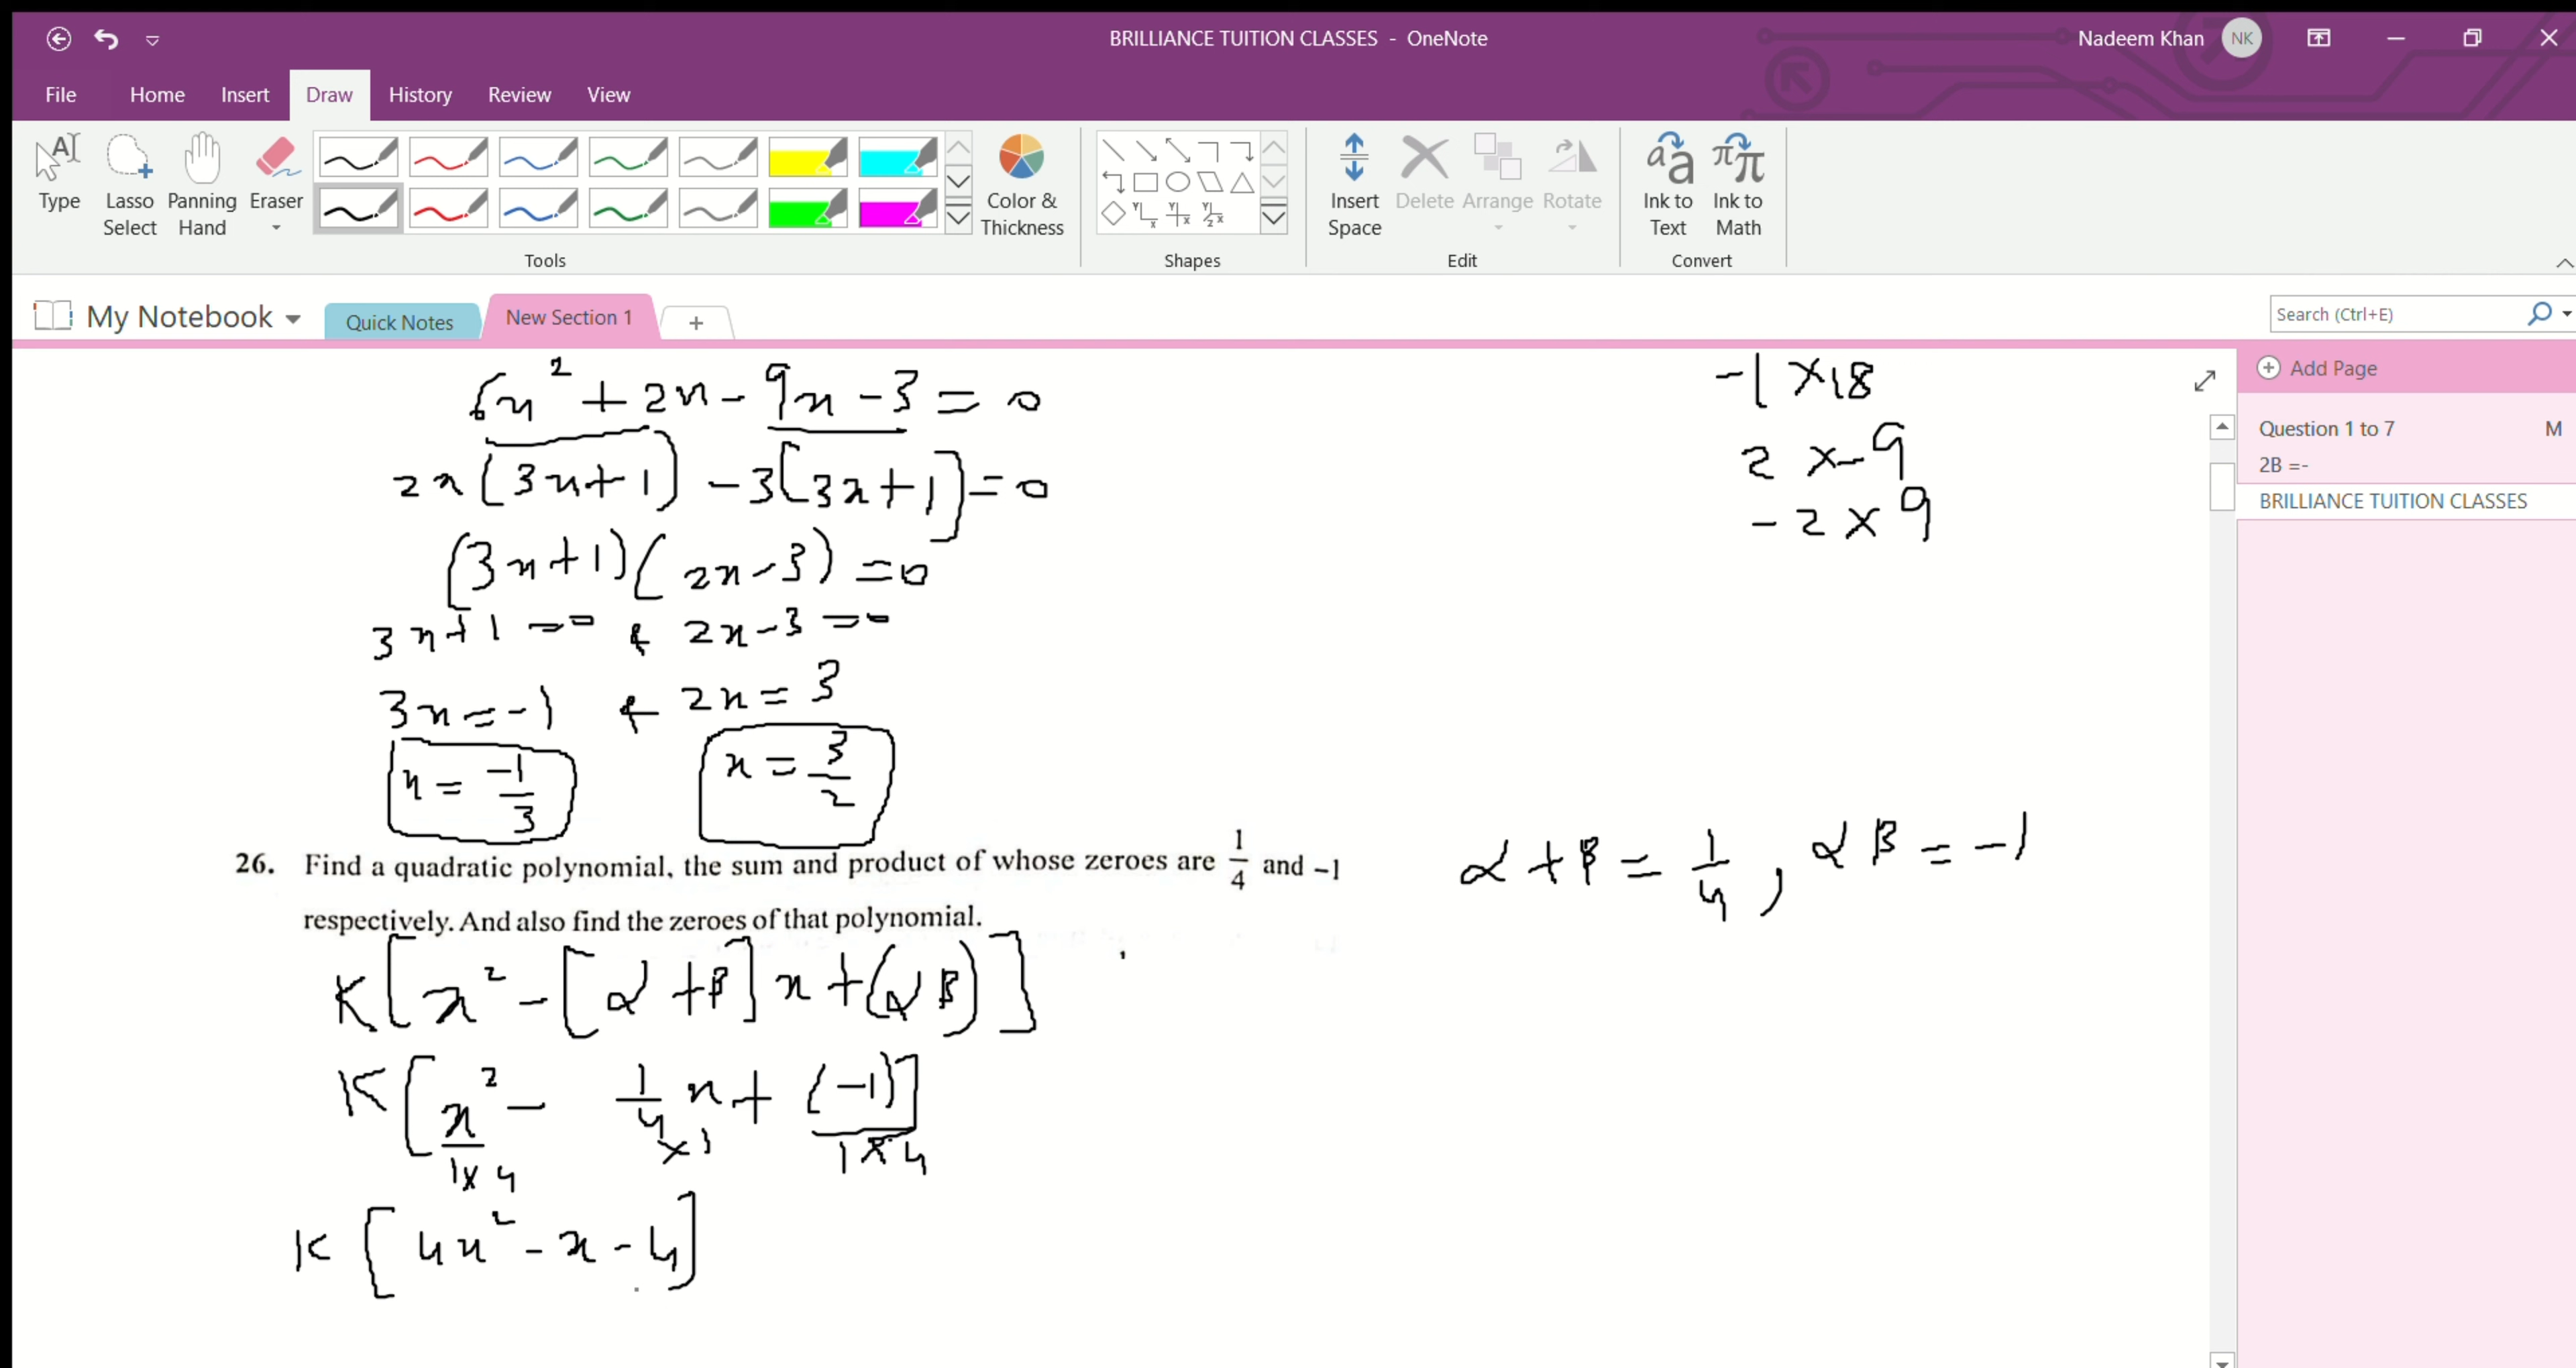 BRILLIANCE TUITION CLASSES - OneNote
Nadeem Khan NK
File Home Insert Draw History Review View
Type Lasso Select Panning Hand Eraser Color & Thickness Insert Space Delete Arrange Rotate Ink to Text Ink to Math
Tools Shapes Edit Convert
My Notebook Quick Notes New Section 1 + Search (Ctrl+E)
Add Page
Question 1 to 7 M
2B =-
BRILLIANCE TUITION CLASSES
6x² + 2x - 9x - 3 = 0
2x(3x+1) - 3[3x+1] = 0
(3x+1)(2x-3) = 0
3x+1 = 0 & 2x-3 = 0
3x = -1 & 2x = 3
x = -1/3 x = 3/2
-1 × 18
2 × -9
-2 × 9
26. Find a quadratic polynomial, the sum and product of whose zeroes are 1/4 and -1
respectively. And also find the zeroes of that polynomial.
α + β = 1/4, αβ = -1
K[x² - [α+β]x + (αβ)]
K[x²/1×4 - 1/4×1 x + (-1)/1×4]
K[4x² - x - 4]